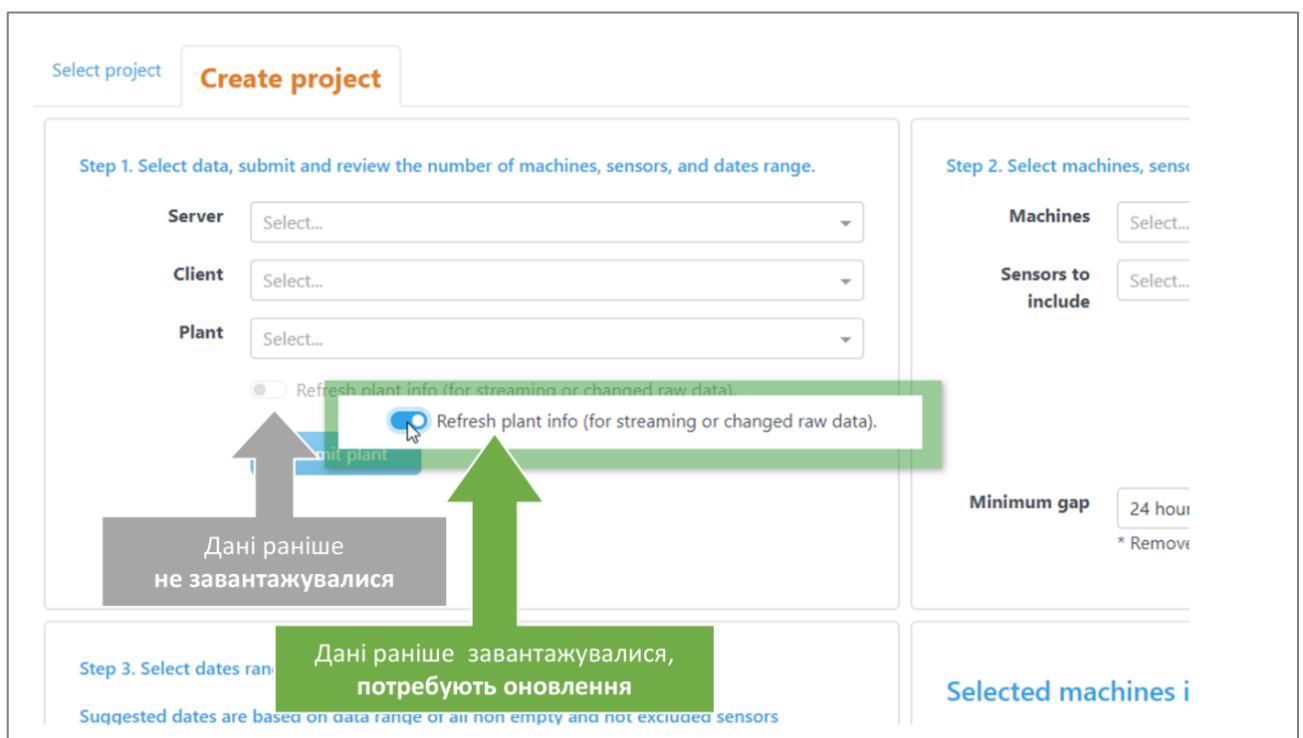 Select project
Create project
Step 1. Select data, submit and review the number of machines, sensors, and dates range.
Server
Select...
Client
Select...
Plant
Select...
Refresh plant info (for streaming or changed raw data).
Refresh plant info (for streaming or changed raw data).
plant
Дані раніше
не завантажувалися
Дані раніше завантажувалися,
потребують оновлення
Step 2. Select machines,
Machines
Select...
Sensors to
include
Select...
Minimum gap
24
* Remove
Step 3. Select dates
Suggested dates are based on data range of all non empty and not excluded sensors
Selected machines